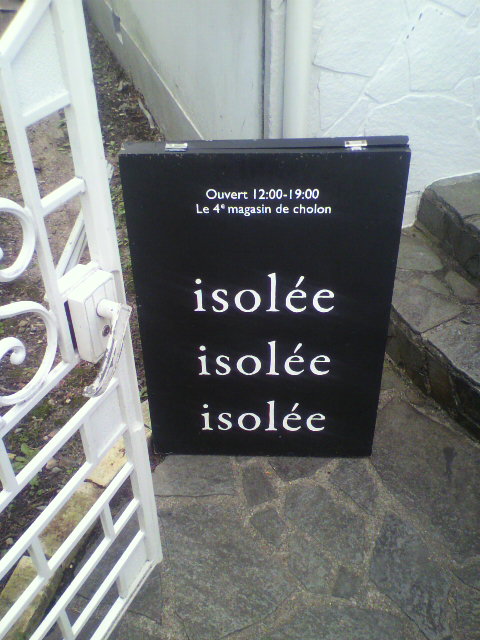 Ouvert 12:00-19:00
Le 4e magasin de cholon
isolée
isolée
isolée